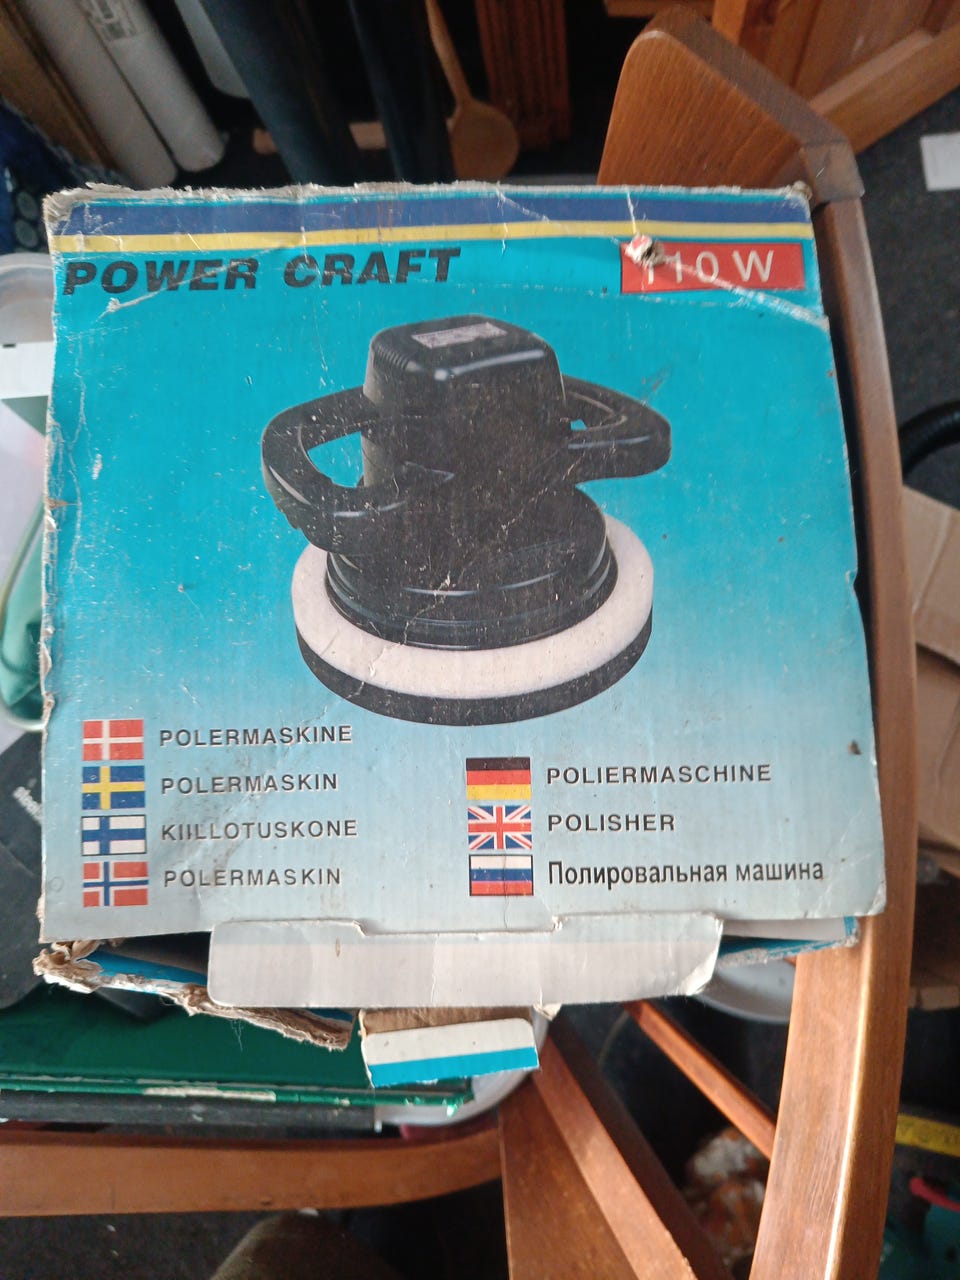 POWER CRAFT
110 W
POLERMASKINE
POLERMASKIN
KIILLOTUSKONE
POLERMASKIN
POLIERMASCHINE
POLISHER
Полировальная машина